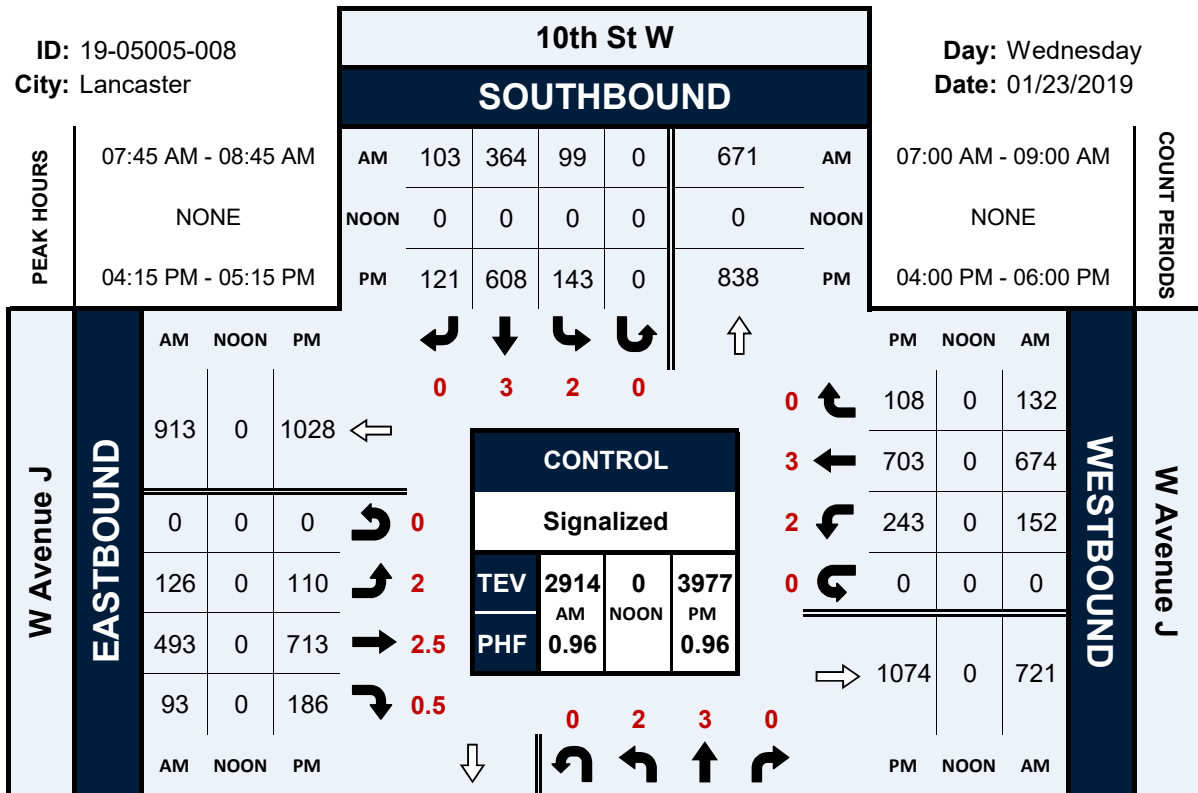 ID: 19-05005-008
City: Lancaster
10th St W
SOUTHBOUND
Day: Wednesday
Date: 01/23/2019
PEAK HOURS
07:45 AM - 08:45 AM
NONE
04:15 PM - 05:15 PM
AM 103 364 99 0 671 AM
NOON 0 0 0 0 0 NOON
PM 121 608 143 0 838 PM
07:00 AM - 09:00 AM
NONE
04:00 PM - 06:00 PM
COUNT PERIODS
0 3 2 0
W Avenue J
EASTBOUND
AM NOON PM
913 0 1028
0 0 0 0
126 0 110 2
493 0 713 2.5
93 0 186 0.5
AM NOON PM
CONTROL
Signalized
TEV 2914 0 3977
AM NOON PM
PHF 0.96 0.96
PM NOON AM
0 108 0 132
3 703 0 674
2 243 0 152
0 0 0 0
1074 0 721
PM NOON AM
WESTBOUND
W Avenue J
0 2 3 0